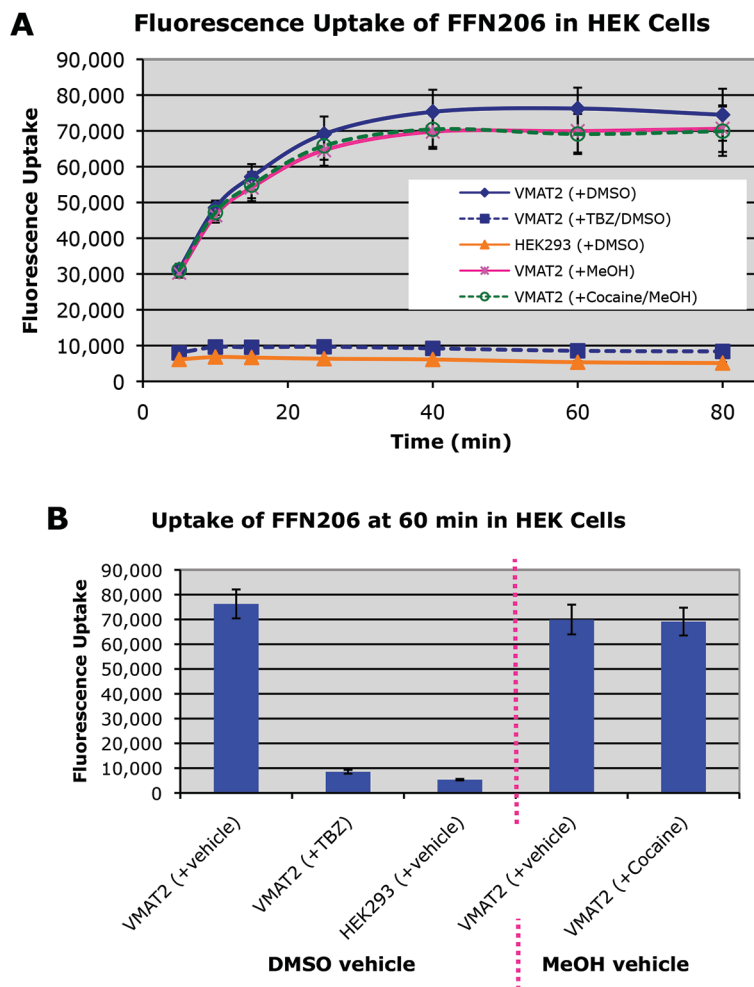 A
Fluorescence Uptake of FFN206 in HEK Cells
Fluorescence Uptake
90,000
80,000
70,000
60,000
50,000
40,000
30,000
20,000
10,000
0
VMAT2 (+DMSO)
VMAT2 (+TBZ/DMSO)
HEK293 (+DMSO)
VMAT2 (+MeOH)
VMAT2 (+Cocaine/MeOH)
0 20 40 60 80
Time (min)
B
Uptake of FFN206 at 60 min in HEK Cells
Fluorescence Uptake
90,000
80,000
70,000
60,000
50,000
40,000
30,000
20,000
10,000
0
VMAT2 (+vehicle)
VMAT2 (+TBZ)
HEK293 (+vehicle)
VMAT2 (+vehicle)
VMAT2 (+Cocaine)
DMSO vehicle
MeOH vehicle